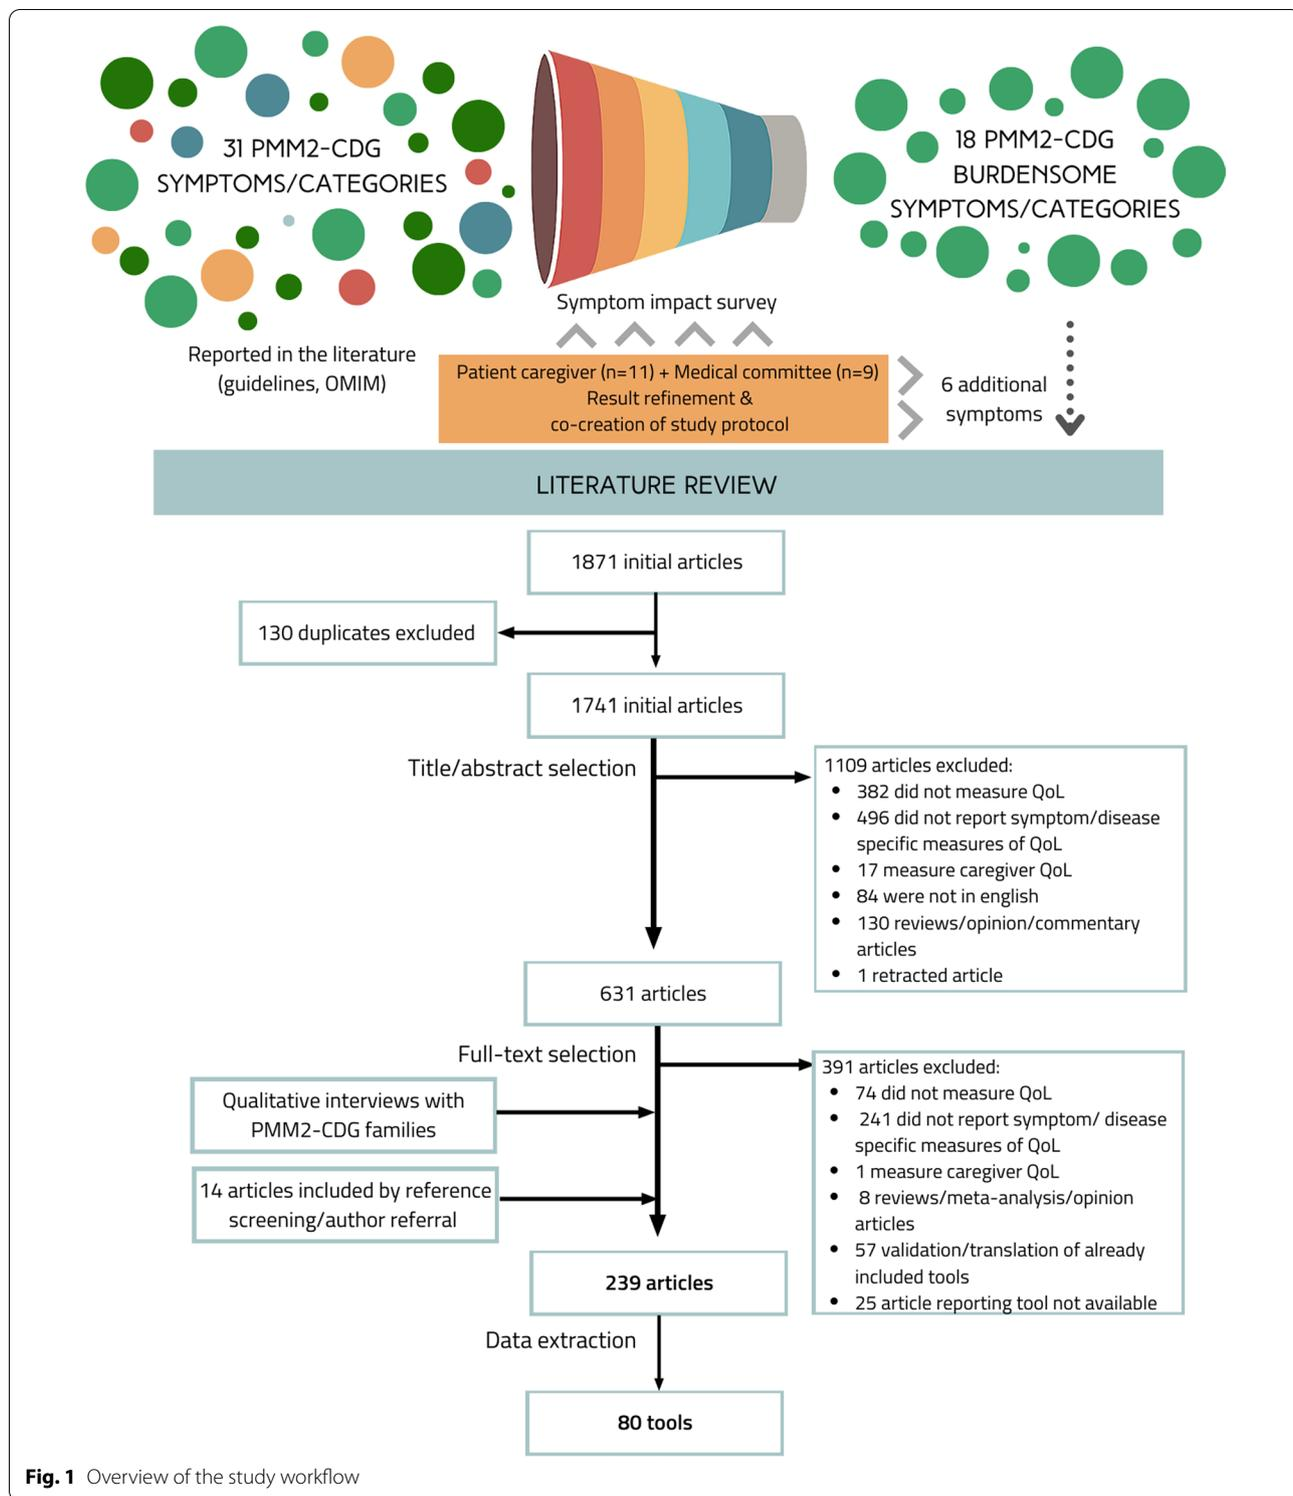 31 PMM2-CDG
SYMPTOMS/CATEGORIES
18 PMM2-CDG
BURDENSOME
SYMPTOMS/CATEGORIES
Symptom impact survey
Reported in the literature
(guidelines, OMIM)
Patient caregiver (n=11) + Medical committee (n=9)
Result refinement &
co-creation of study protocol
6 additional
symptoms
LITERATURE REVIEW
1871 initial articles
130 duplicates excluded
1741 initial articles
Title/abstract selection
1109 articles excluded:
• 382 did not measure QoL
• 496 did not report symptom/disease
specific measures of QoL
• 17 measure caregiver QoL
• 84 were not in english
• 130 reviews/opinion/commentary
articles
• 1 retracted article
631 articles
Full-text selection
391 articles excluded:
• 74 did not measure QoL
• 241 did not report symptom/ disease
specific measures of QoL
• 1 measure caregiver QoL
• 8 reviews/meta-analysis/opinion
articles
• 57 validation/translation of already
included tools
• 25 article reporting tool not available
Qualitative interviews with
PMM2-CDG families
14 articles included by reference
screening/author referral
239 articles
Data extraction
80 tools
Fig. 1 Overview of the study workflow